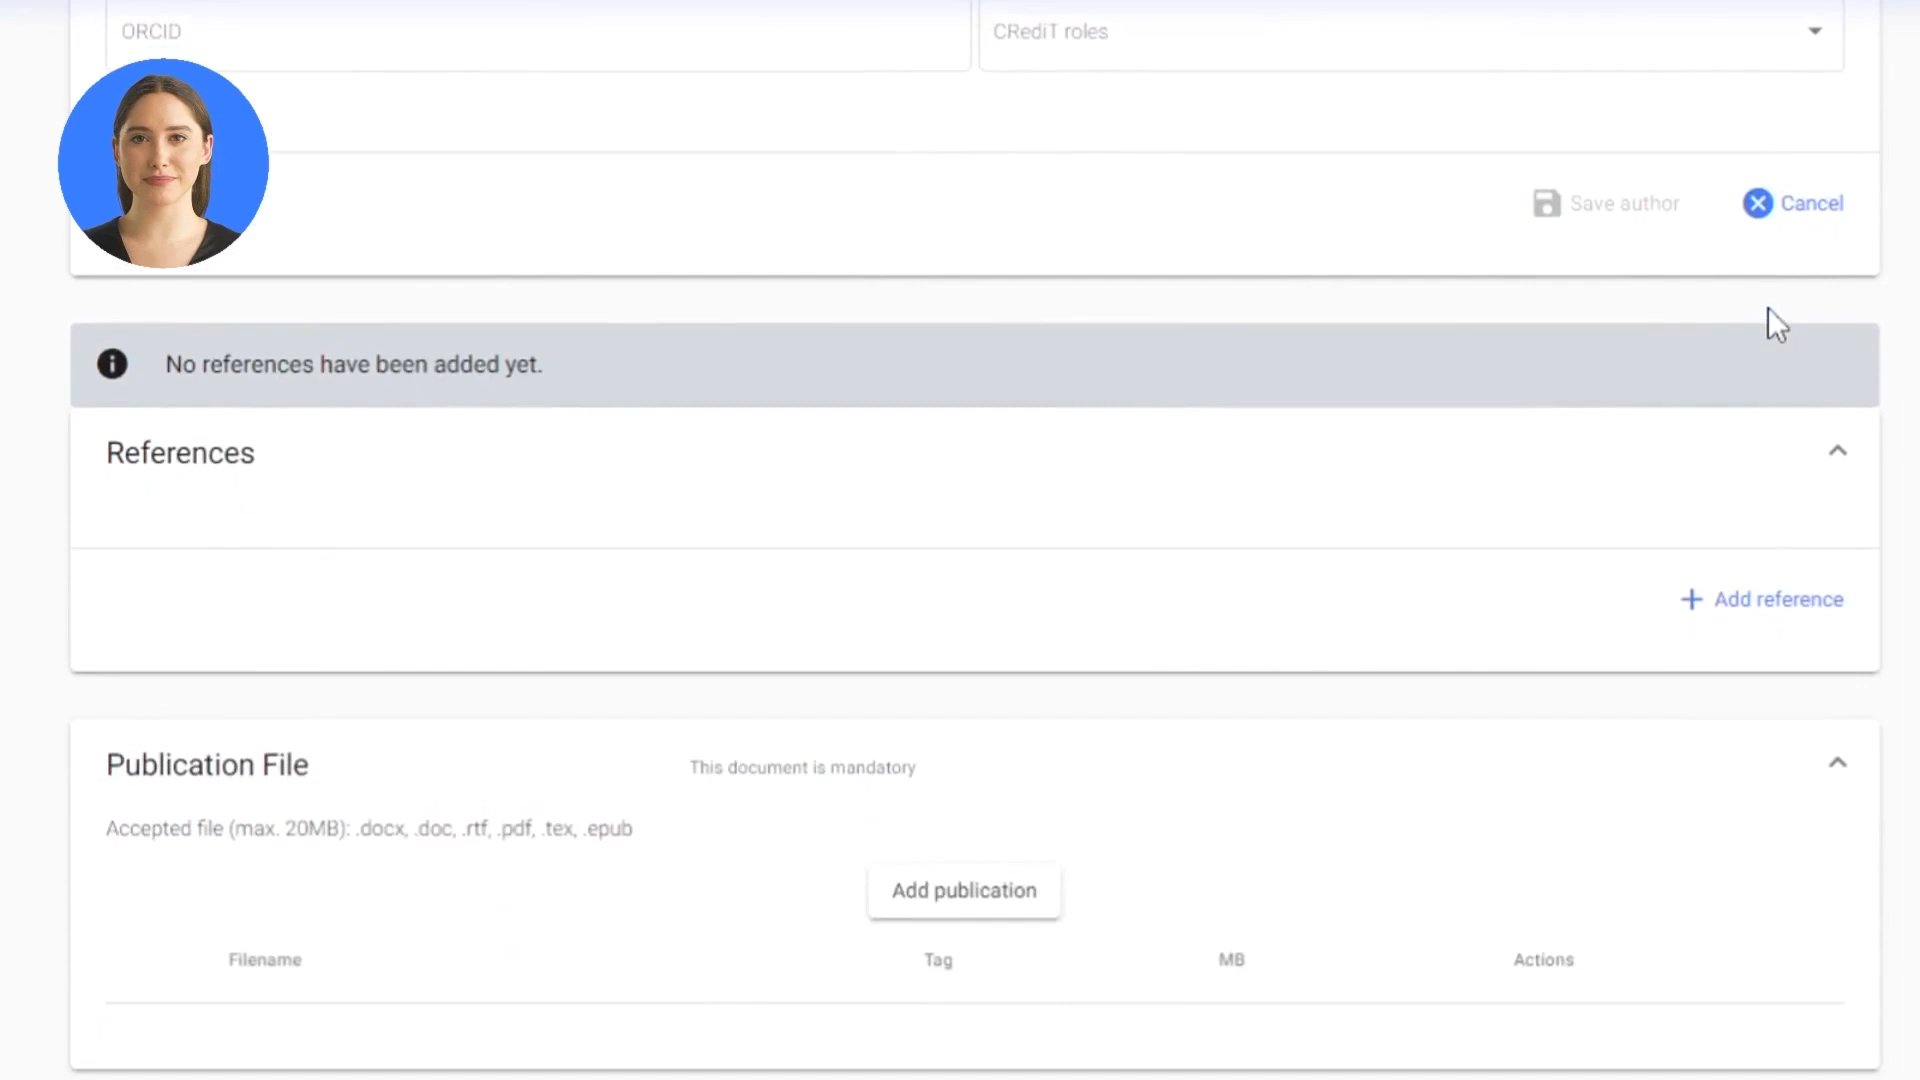 ORCID
CRediT roles
Save author
Cancel
No references have been added yet.
References
Add reference
Publication File
This document is mandatory
Accepted file (max. 20MB): .docx, .doc, .rtf, .pdf, .tex, .epub
Add publication
Filename
Tag
MB
Actions